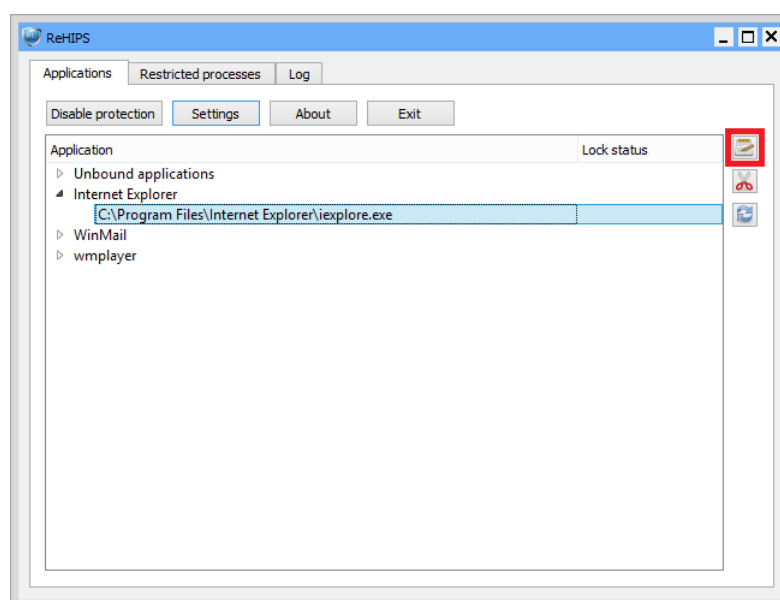 ReHIPS
Applications Restricted processes Log
Disable protection Settings About Exit
Application Lock status
Unbound applications
Internet Explorer
C:\Program Files\Internet Explorer\iexplore.exe
WinMail
wmplayer